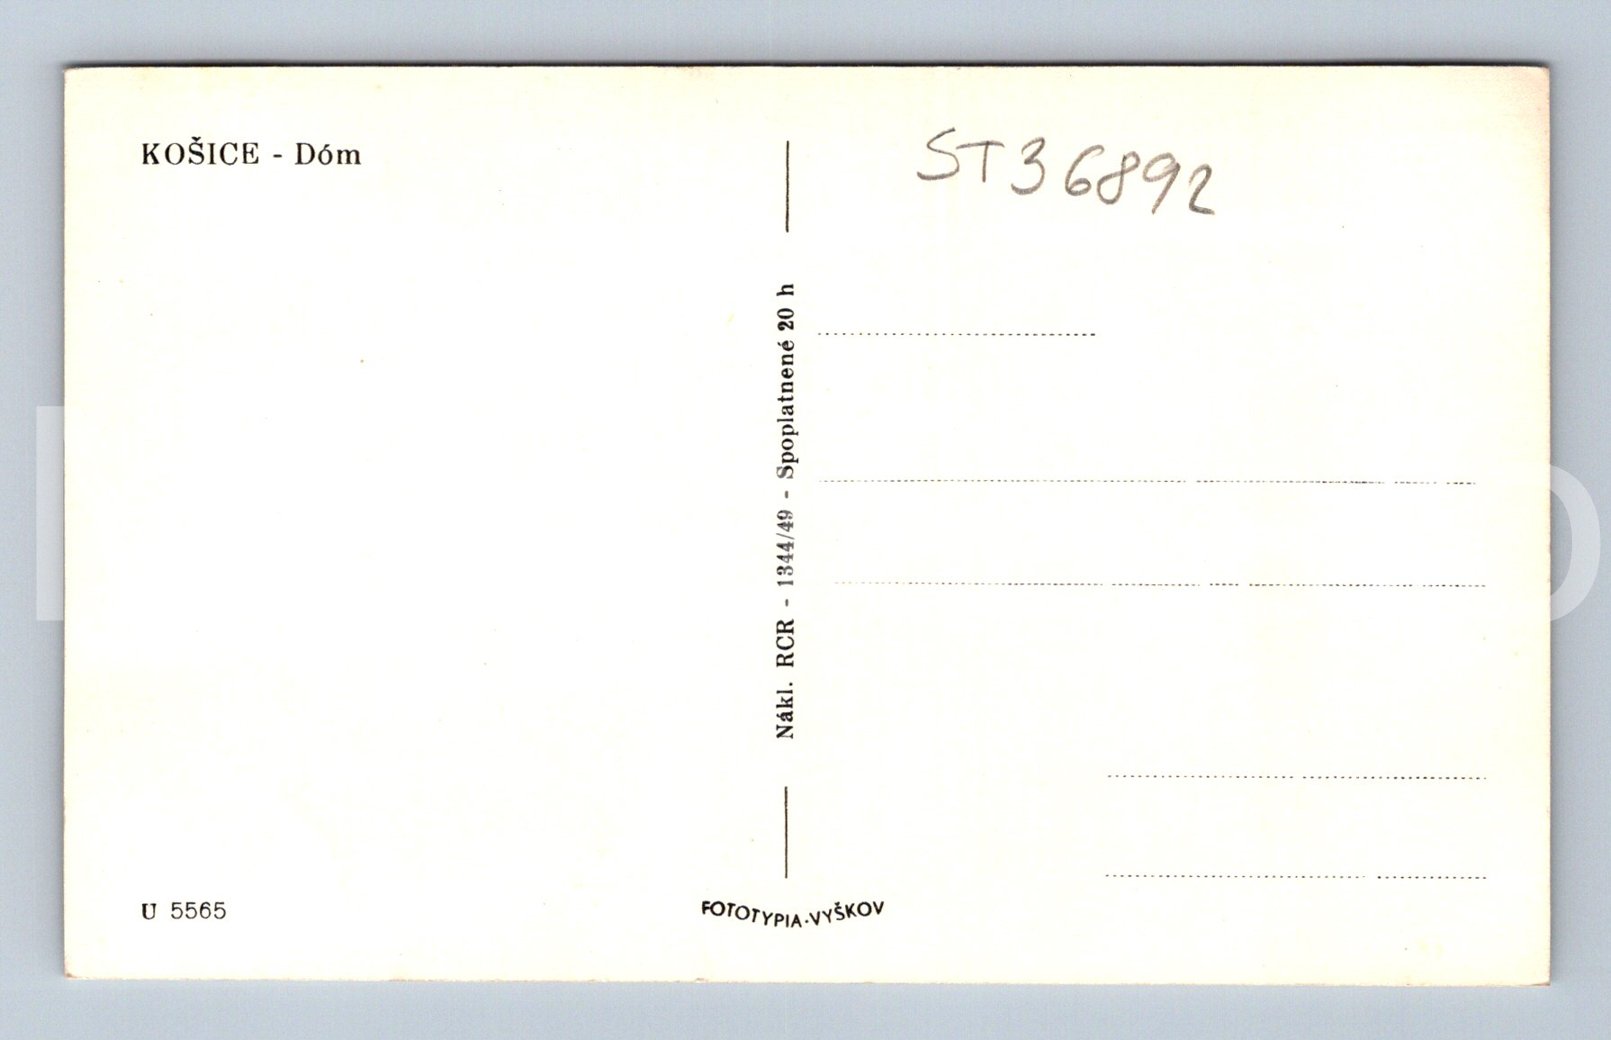 KOŠICE - Dóm
ST36892
Nákl. RCR - 1344/49 - Spoplatnené 20 h
U 5565
FOTOTYPIA-VYŠKOV